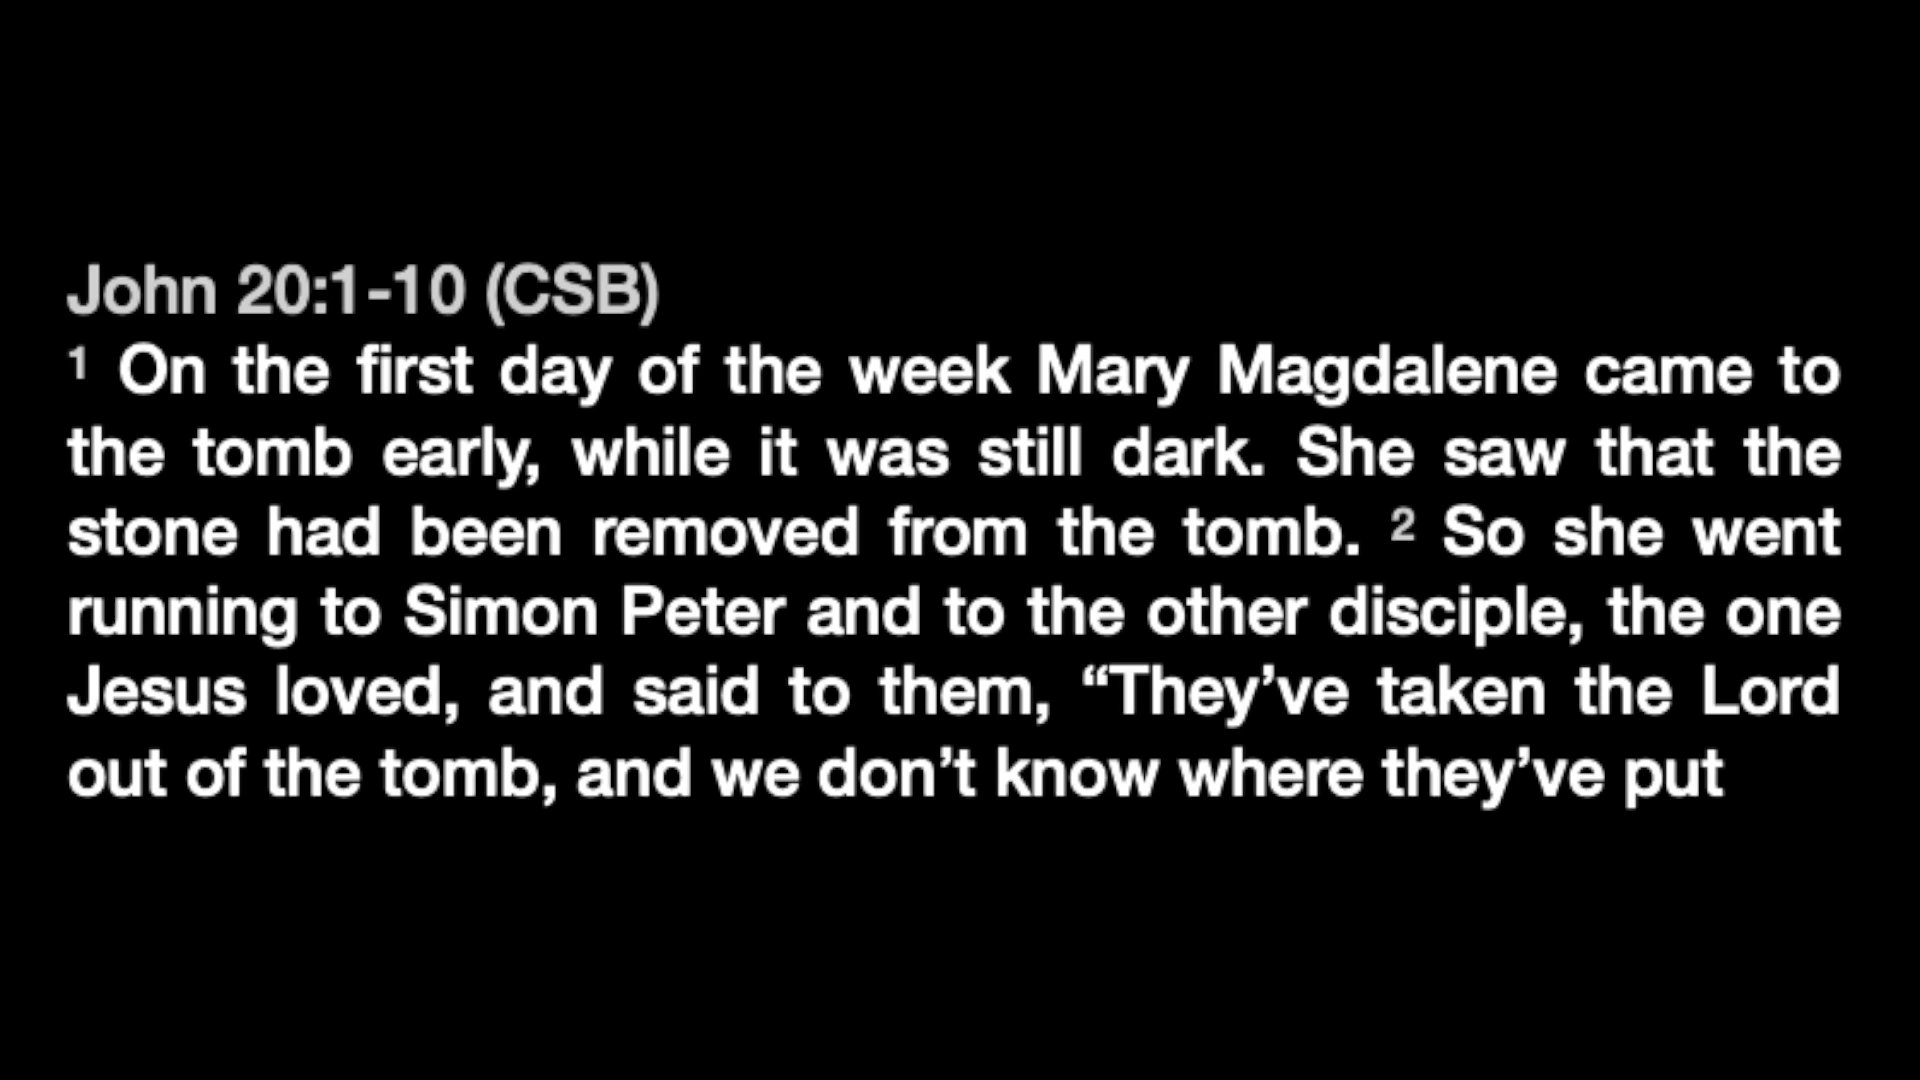 John 20:1-10 (CSB)
1 On the first day of the week Mary Magdalene came to
the tomb early, while it was still dark. She saw that the
stone had been removed from the tomb. 2 So she went
running to Simon Peter and to the other disciple, the one
Jesus loved, and said to them, “They’ve taken the Lord
out of the tomb, and we don’t know where they’ve put